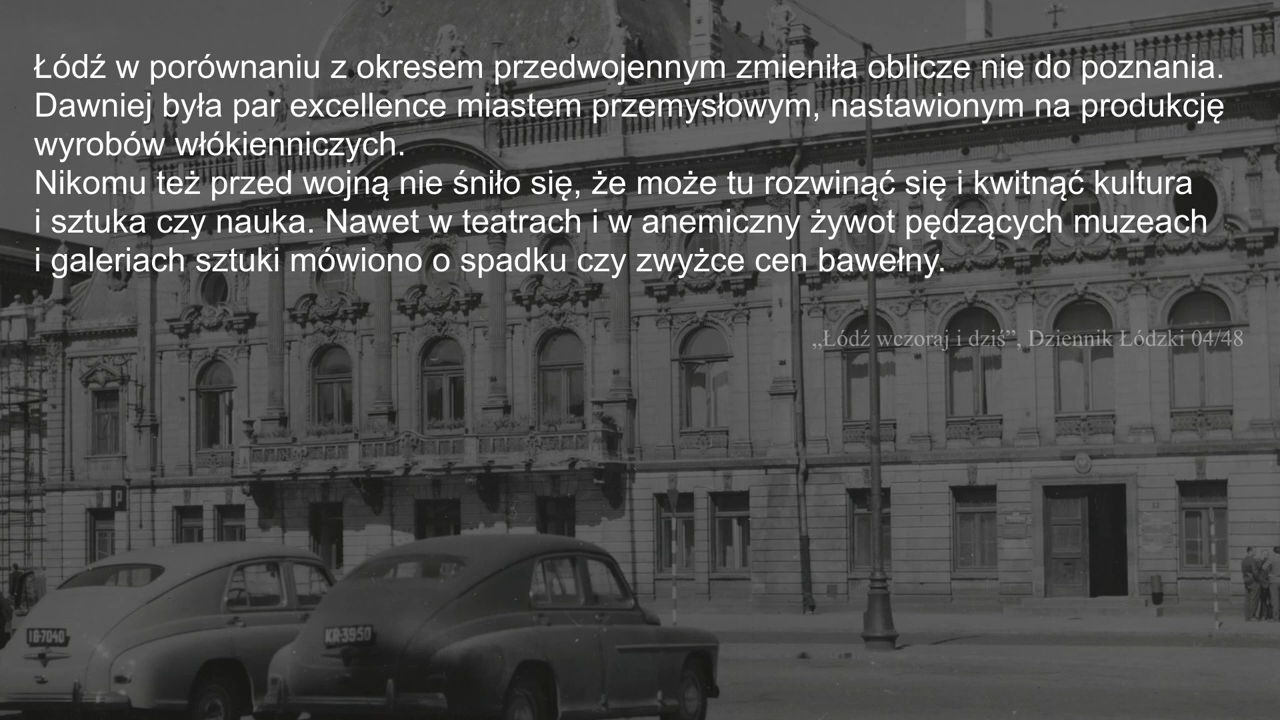 Łódź w porównaniu z okresem przedwojennym zmieniła oblicze nie do poznania.
Dawniej była par excellence miastem przemysłowym, nastawionym na produkcję
wyrobów włókienniczych.
Nikomu też przed wojną nie śniło się, że może tu rozwinąć się i kwitnąć kultura
i sztuka czy nauka. Nawet w teatrach i w anemiczny żywot pędzących muzeach
i galeriach sztuki mówiono o spadku czy zwyżce cen bawełny.
„Łódź wczoraj i dziś”, Dziennik Łódzki 04/48
P
KR-3950